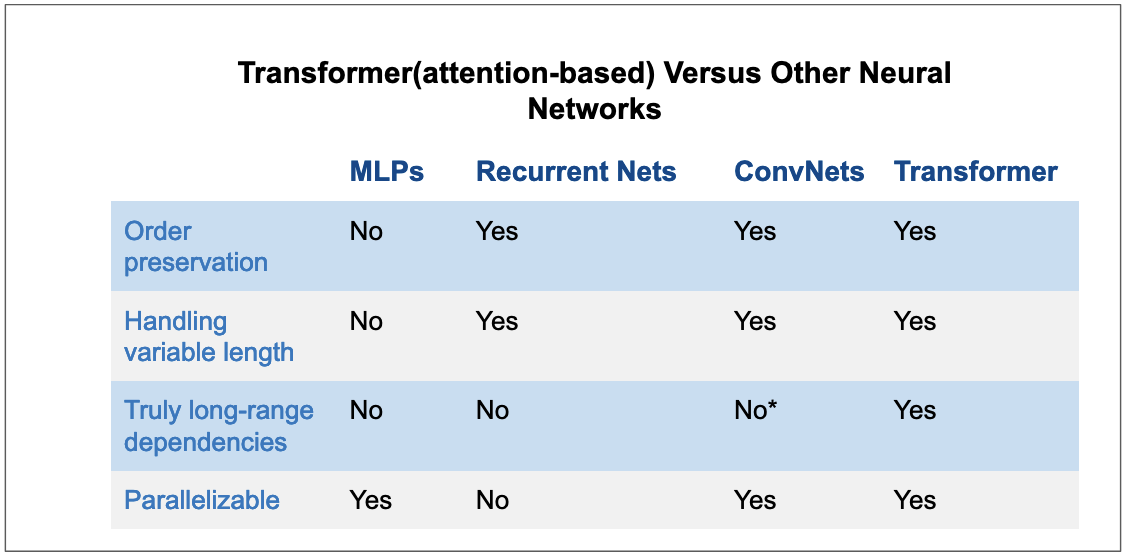 Transformer(attention-based) Versus Other Neural
Networks
MLPs Recurrent Nets ConvNets Transformer
Order No Yes Yes Yes
preservation
Handling No Yes Yes Yes
variable length
Truly long-range No No No* Yes
dependencies
Parallelizable Yes No Yes Yes